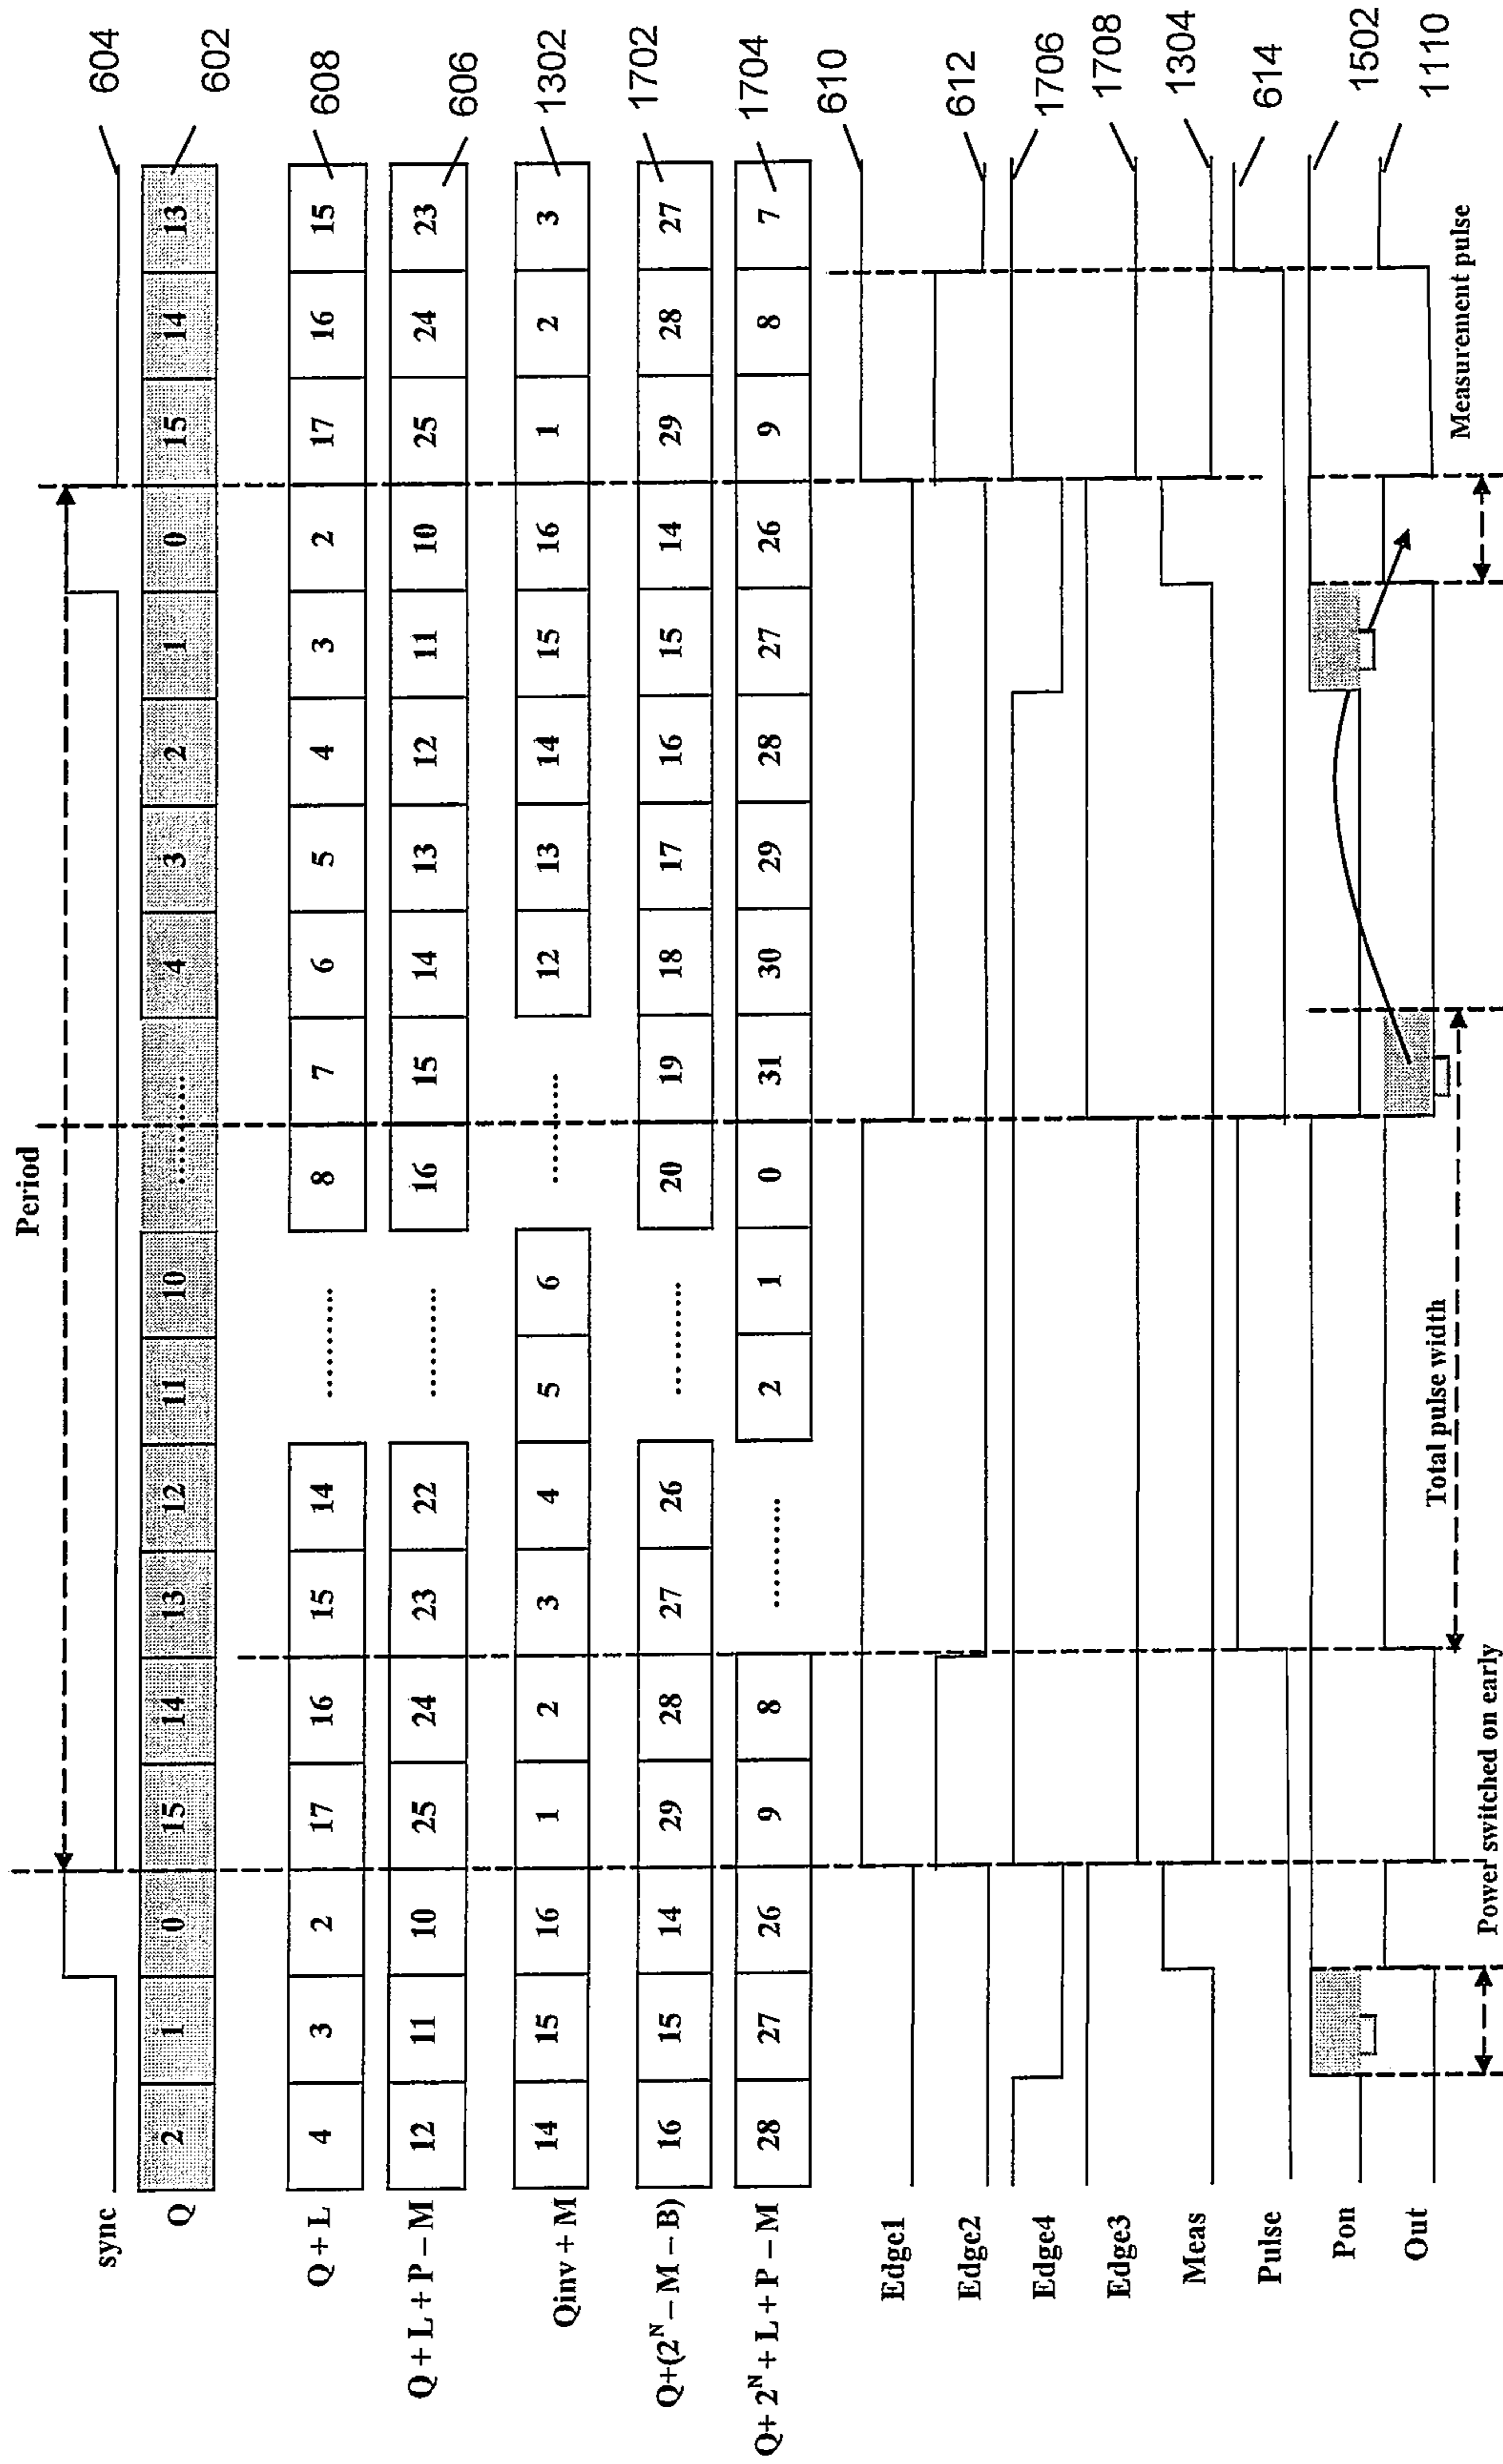 Period
sync 604
Q 2 1 0 15 14 13 12 11 10 ........... 4 3 2 1 0 15 14 13 602
Q + L 4 3 2 17 16 15 14 ........... 8 7 6 5 4 3 2 17 16 15 608
Q + L + P − M 12 11 10 25 24 23 22 ........... 16 15 14 13 12 11 10 25 24 23 606
Qinv + M 14 15 16 1 2 3 4 5 6 ........... 12 13 14 15 16 1 2 3 1302
Q+(2ᴺ − M − B) 16 15 14 29 28 27 26 ........... 20 19 18 17 16 15 14 29 28 27 1702
Q+ 2ᴺ + L + P − M 28 27 26 9 8 ........... 2 1 0 31 30 29 28 27 26 9 8 7 1704
Edge1 610
Edge2 612
Edge4 1706
Edge3 1708
Meas 1304
Pulse 614
Pon 1502
Out 1110
Total pulse width
Measurement pulse
Power switched on early